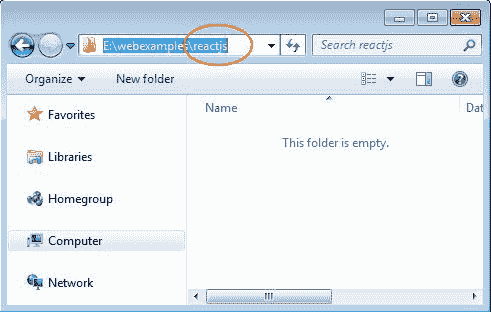 E:\webexamples\reactjs
Search reactjs
Organize
New folder
Favorites
Libraries
Homegroup
Computer
Network
Name
Dat
This folder is empty.